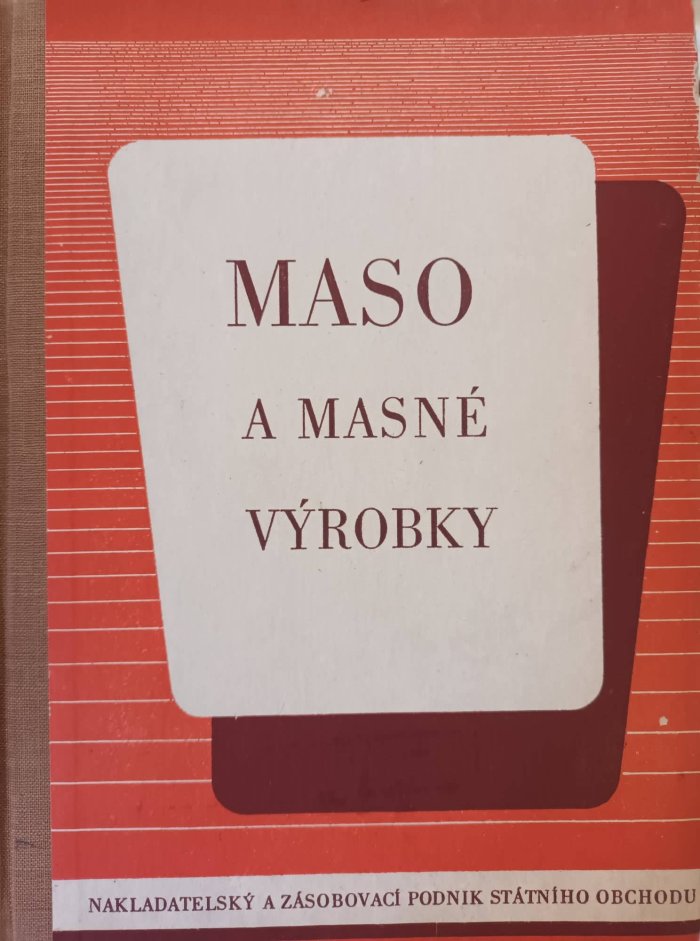 MASO
A MASNÉ
VÝROBKY
NAKLADATELSKÝ A ZÁSOBOVACÍ PODNIK STÁTNÍHO OBCHODU